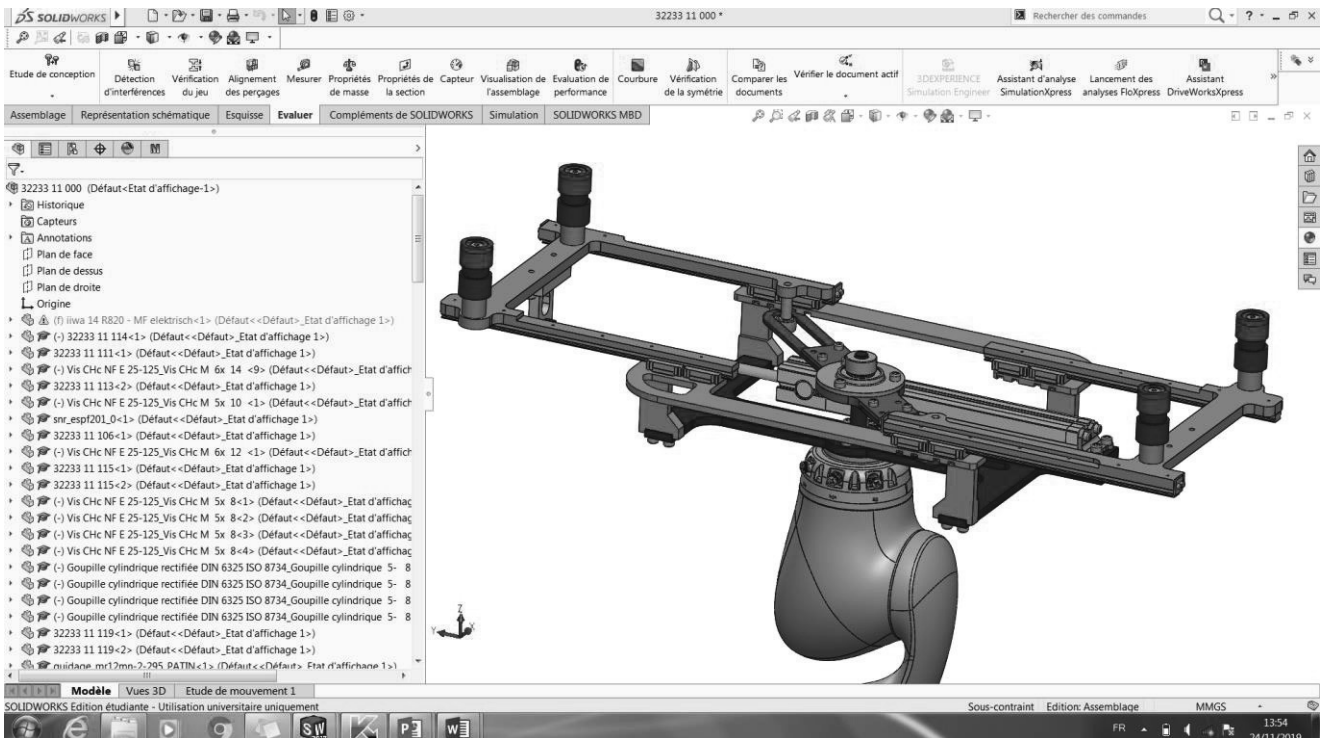 SOLIDWORKS
32233 11 000 *
Rechercher des commandes
Etude de conception
Détection d'interférences
Vérification du jeu
Alignement des perçages
Mesurer
Propriétés de masse
Propriétés de la section
Capteur
Visualisation de l'assemblage
Evaluation de performance
Courbure
Vérification de la symétrie
Comparer les documents
Vérifier le document actif
3DEXPERIENCE Simulation Engineer
Assistant d'analyse SimulationXpress
Lancement des analyses FloXpress
Assistant DriveWorksXpress
Assemblage Représentation schématique Esquisse Evaluer Compléments de SOLIDWORKS Simulation SOLIDWORKS MBD
32233 11 000 (Défaut<Etat d'affichage-1>)
Historique
Capteurs
Annotations
Plan de face
Plan de dessus
Plan de droite
Origine
(f) iiwa 14 R820 - MF elektrisch<1> (Défaut<<Défaut>_Etat d'affichage 1>)
(-) 32233 11 114<1> (Défaut<<Défaut>_Etat d'affichage 1>)
32233 11 111<1> (Défaut<<Défaut>_Etat d'affichage 1>)
(-) Vis CHc NF E 25-125_Vis CHc M 6x 14 <9> (Défaut<<Défaut>_Etat d'affich
32233 11 113<2> (Défaut<<Défaut>_Etat d'affichage 1>)
(-) Vis CHc NF E 25-125_Vis CHc M 5x 10 <1> (Défaut<<Défaut>_Etat d'affich
snr_espf201_0<1> (Défaut<<Défaut>_Etat d'affichage 1>)
32233 11 106<1> (Défaut<<Défaut>_Etat d'affichage 1>)
(-) Vis CHc NF E 25-125_Vis CHc M 6x 12 <1> (Défaut<<Défaut>_Etat d'affich
32233 11 115<1> (Défaut<<Défaut>_Etat d'affichage 1>)
32233 11 115<2> (Défaut<<Défaut>_Etat d'affichage 1>)
(-) Vis CHc NF E 25-125_Vis CHc M 5x 8<1> (Défaut<<Défaut>_Etat d'affichag
(-) Vis CHc NF E 25-125_Vis CHc M 5x 8<2> (Défaut<<Défaut>_Etat d'affichag
(-) Vis CHc NF E 25-125_Vis CHc M 5x 8<3> (Défaut<<Défaut>_Etat d'affichag
(-) Vis CHc NF E 25-125_Vis CHc M 5x 8<4> (Défaut<<Défaut>_Etat d'affichag
(-) Goupille cylindrique rectifiée DIN 6325 ISO 8734_Goupille cylindrique 5- 8
(-) Goupille cylindrique rectifiée DIN 6325 ISO 8734_Goupille cylindrique 5- 8
(-) Goupille cylindrique rectifiée DIN 6325 ISO 8734_Goupille cylindrique 5- 8
(-) Goupille cylindrique rectifiée DIN 6325 ISO 8734_Goupille cylindrique 5- 8
32233 11 119<1> (Défaut<<Défaut>_Etat d'affichage 1>)
32233 11 119<2> (Défaut<<Défaut>_Etat d'affichage 1>)
guidage_mr12mn-2-295_PATIN<1> (Défaut<<Défaut>_Etat d'affichage 1>)
Z
Y
Modèle Vues 3D Etude de mouvement 1
SOLIDWORKS Edition étudiante - Utilisation universitaire uniquement
Sous-contraint Edition: Assemblage MMGS
FR
13:54
24/11/2019